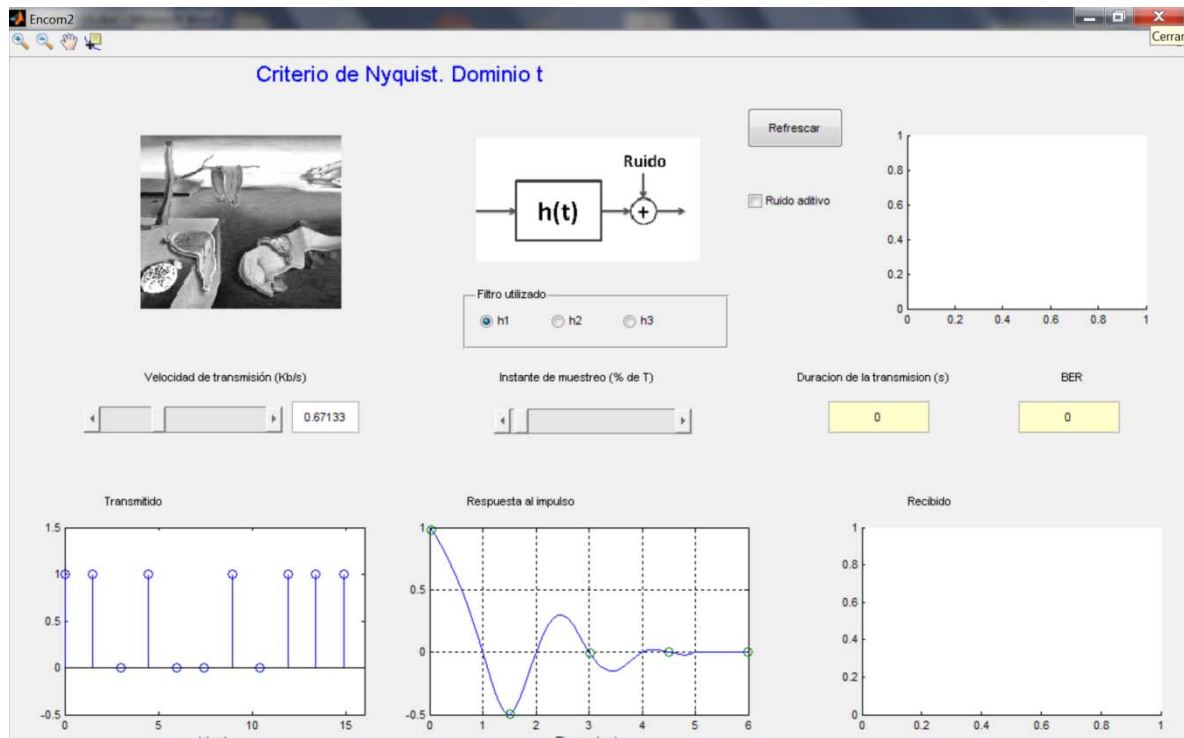 Encom2
Cerrar
Criterio de Nyquist. Dominio t
Refrescar
Ruido
h(t)
+
Ruido aditivo
1
0.8
0.6
0.4
0.2
0
0 0.2 0.4 0.6 0.8 1
Filtro utilizado
h1 h2 h3
Velocidad de transmisión (Kb/s)
0.67133
Instante de muestreo (% de T)
Duracion de la transmision (s)
0
BER
0
Transmitido
1.5
1
0.5
0
-0.5
0 5 10 15
Respuesta al impulso
1
0.5
0
-0.5
0 1 2 3 4 5 6
Recibido
1
0.8
0.6
0.4
0.2
0
0 0.2 0.4 0.6 0.8 1